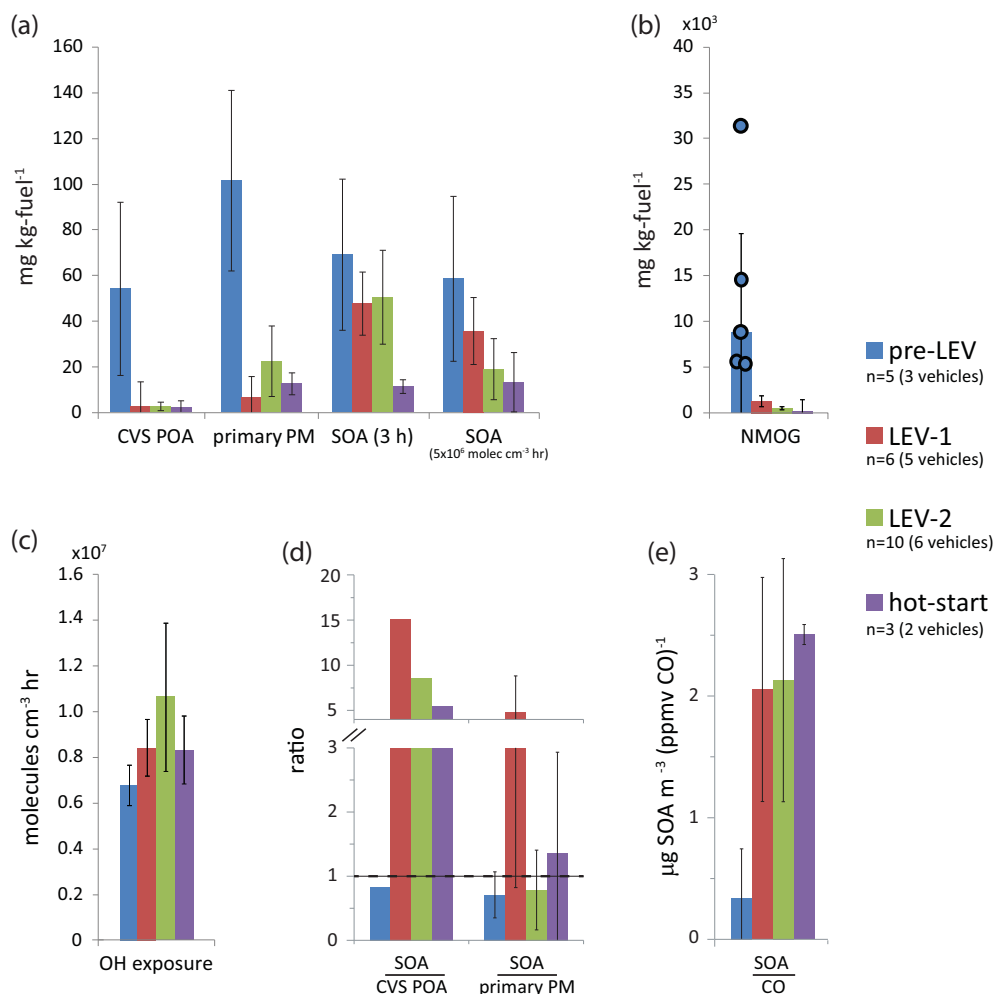 (a)
160
140
120
100
80
60
40
20
0
mg kg-fuel⁻¹
CVS POA
primary PM
SOA (3 h)
SOA
(5x10⁶ molec cm⁻³ hr)
(b)
x10³
40
35
30
25
20
15
10
5
0
mg kg-fuel⁻¹
NMOG
pre-LEV
n=5 (3 vehicles)
LEV-1
n=6 (5 vehicles)
LEV-2
n=10 (6 vehicles)
hot-start
n=3 (2 vehicles)
(c)
x10⁷
1.6
1.4
1.2
1.0
0.8
0.6
0.4
0.2
0
molecules cm⁻³ hr
OH exposure
(d)
20
15
10
5
3
2
1
0
ratio
SOA
CVS POA
SOA
primary PM
(e)
3
2
1
0
µg SOA m⁻³ (ppmv CO)⁻¹
SOA
CO